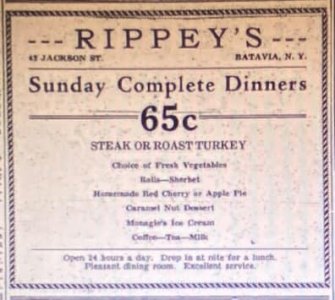 --- RIPPEY'S ---
42 JACKSON ST. BATAVIA, N. Y.
Sunday Complete Dinners
65c
STEAK OR ROAST TURKEY
Choice of Fresh Vegetables
Rolls—Sherbet
Homemade Red Cherry or Apple Pie
Caramel Nut Dessert
Monagle's Ice Cream
Coffee—Tea—Milk
Open 24 hours a day. Drop in at nite for a lunch.
Pleasant dining room. Excellent service.